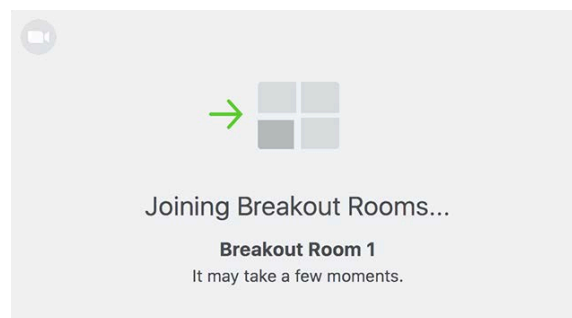 Joining Breakout Rooms...
Breakout Room 1
It may take a few moments.